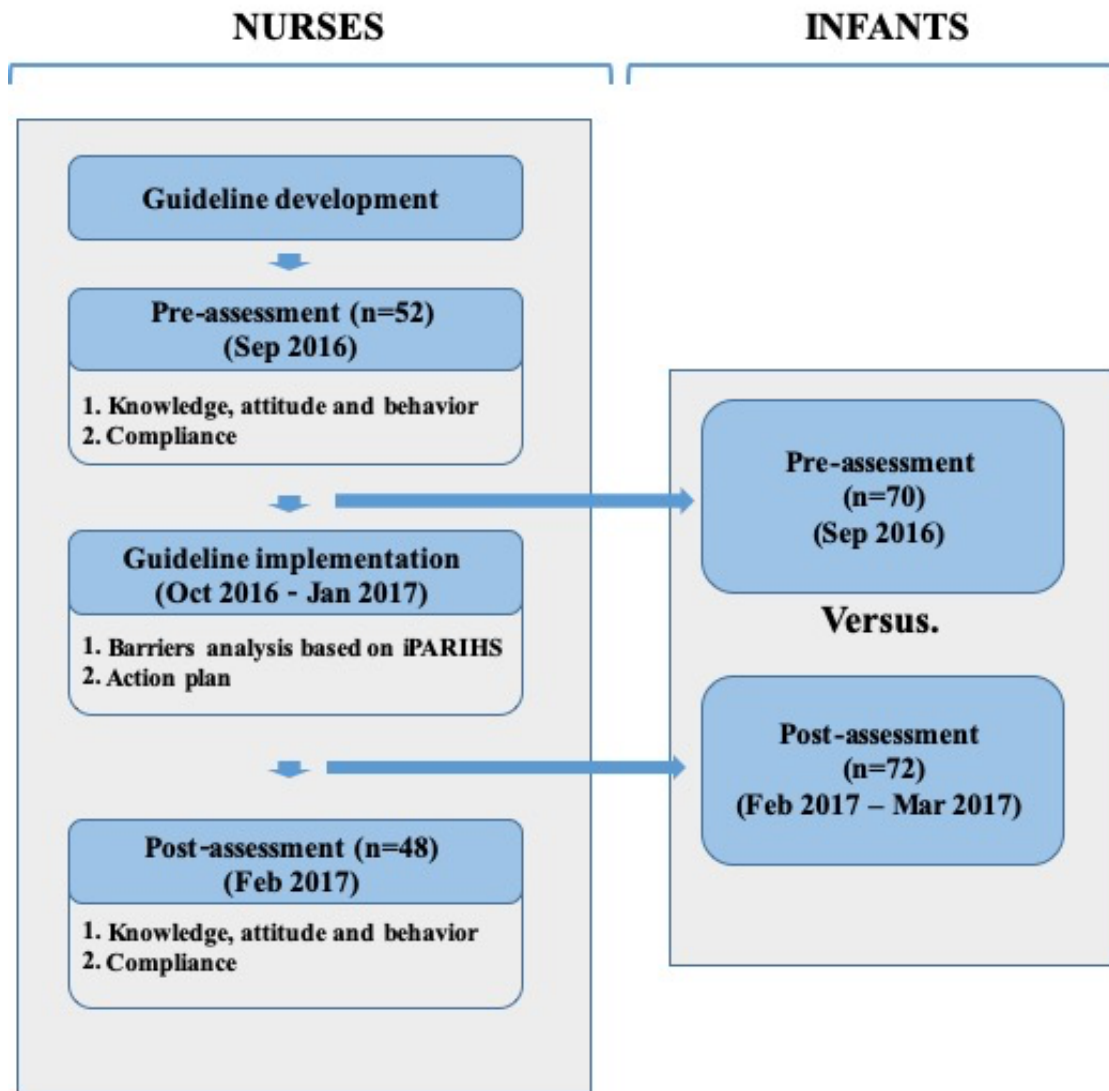 NURSES
INFANTS
Guideline development
Pre-assessment (n=52)
(Sep 2016)
1. Knowledge, attitude and behavior
2. Compliance
Guideline implementation
(Oct 2016 - Jan 2017)
1. Barriers analysis based on iPARIHS
2. Action plan
Post-assessment (n=48)
(Feb 2017)
1. Knowledge, attitude and behavior
2. Compliance
Pre-assessment
(n=70)
(Sep 2016)
Versus.
Post-assessment
(n=72)
(Feb 2017 – Mar 2017)